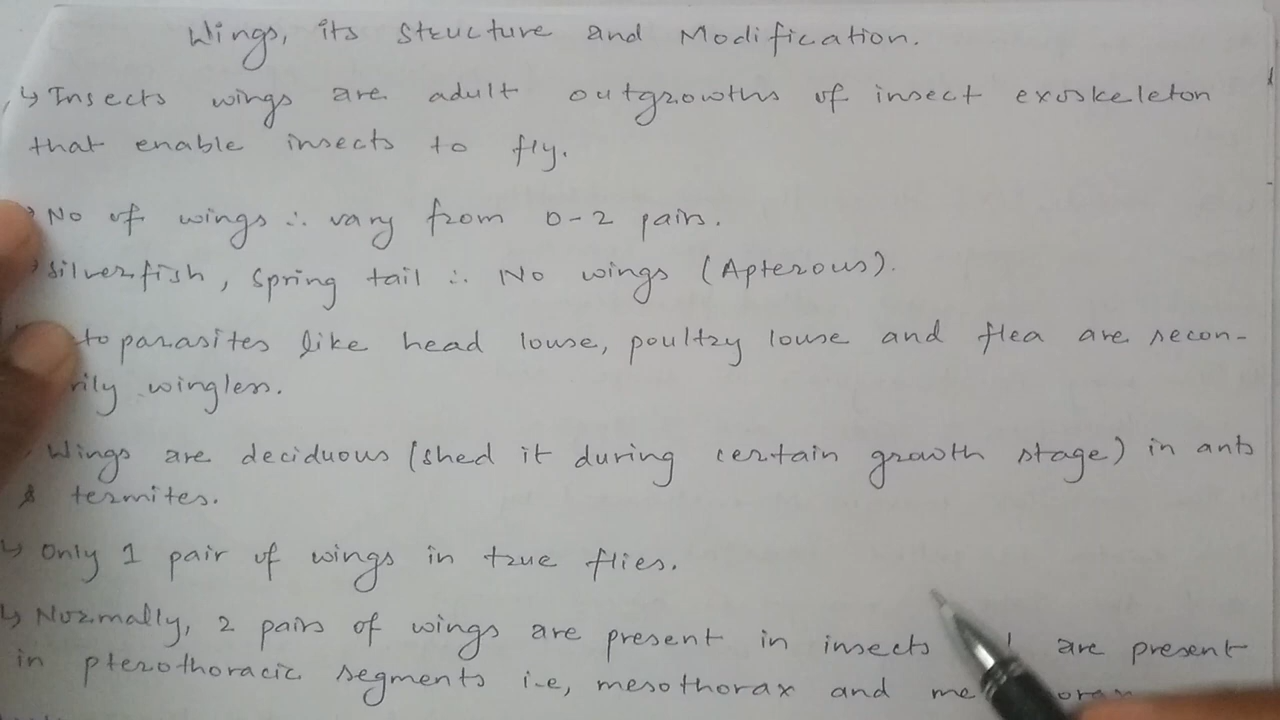 Wings, its Structure and Modification.
↳ Insects wings are adult outgrowths of insect exoskeleton
that enable insects to fly.
No of wings ∴ vary from 0-2 pairs.
Silverfish, Spring tail ∴ No wings (Apterous).
to parasites like head louse, poultry louse and flea are secon-
rily wingless.
Wings are deciduous (shed it during certain growth stage) in ants
& termites.
↳ Only 1 pair of wings in true flies.
↳ Normally, 2 pairs of wings are present in insects are present
in pterothoracic segments i.e, mesothorax and